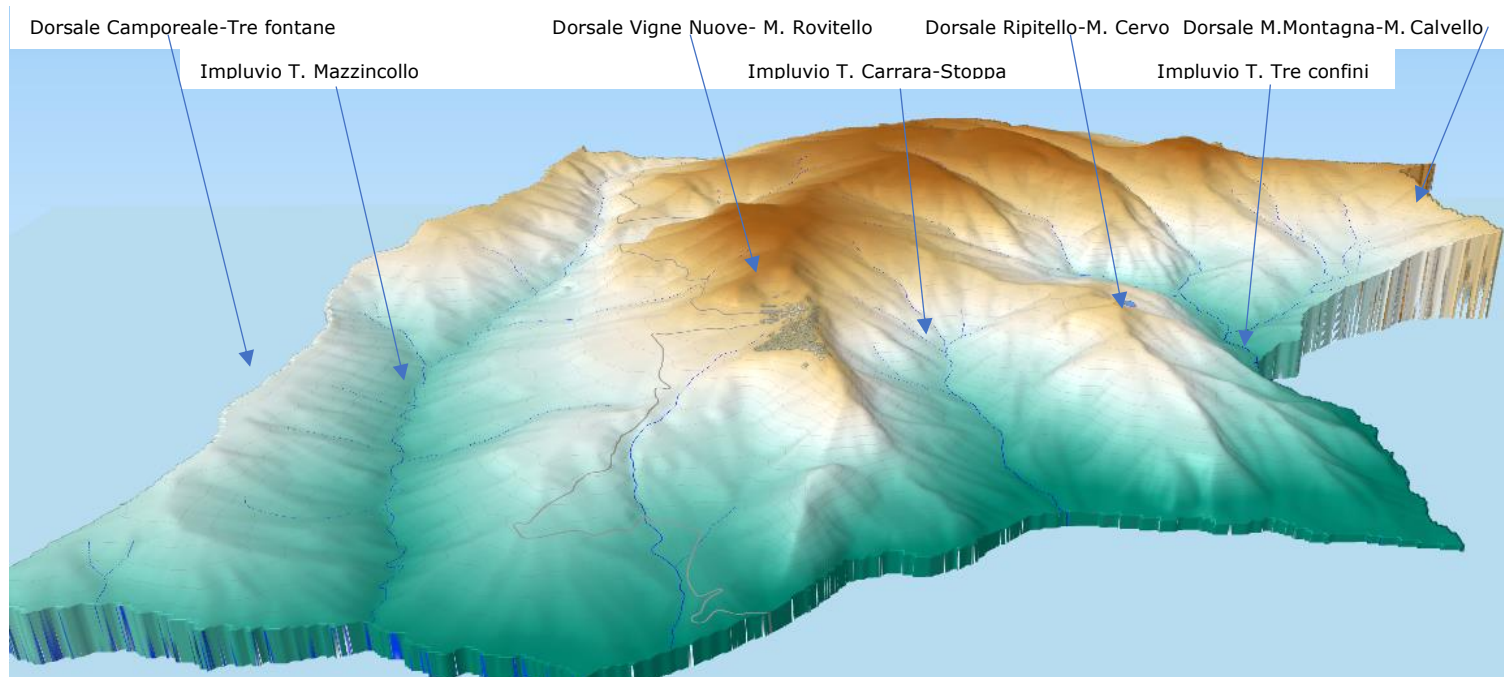 Dorsale Camporeale-Tre fontane
Dorsale Vigne Nuove- M. Rovitello
Dorsale Ripitello-M. Cervo
Dorsale M.Montagna-M. Calvello
Impluvio T. Mazzincollo
Impluvio T. Carrara-Stoppa
Impluvio T. Tre confini